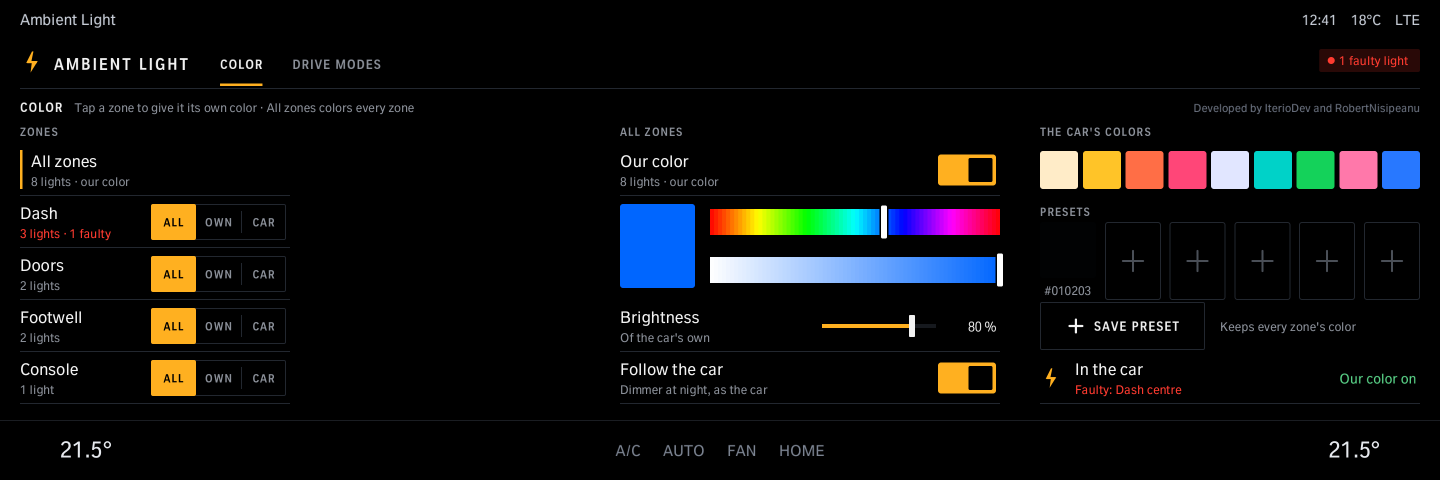 Ambient Light
12:41 18°C LTE
AMBIENT LIGHT COLOR DRIVE MODES
1 faulty light
COLOR Tap a zone to give it its own color · All zones colors every zone
Developed by IterioDev and RobertNisipeanu
ZONES
All zones
8 lights · our color
Dash
3 lights · 1 faulty
ALL OWN CAR
Doors
2 lights
ALL OWN CAR
Footwell
2 lights
ALL OWN CAR
Console
1 light
ALL OWN CAR
ALL ZONES
Our color
8 lights · our color
Brightness
Of the car's own
80 %
Follow the car
Dimmer at night, as the car
THE CAR'S COLORS
PRESETS
#010203
SAVE PRESET
Keeps every zone's color
In the car
Faulty: Dash centre
Our color on
21.5°
A/C AUTO FAN HOME
21.5°